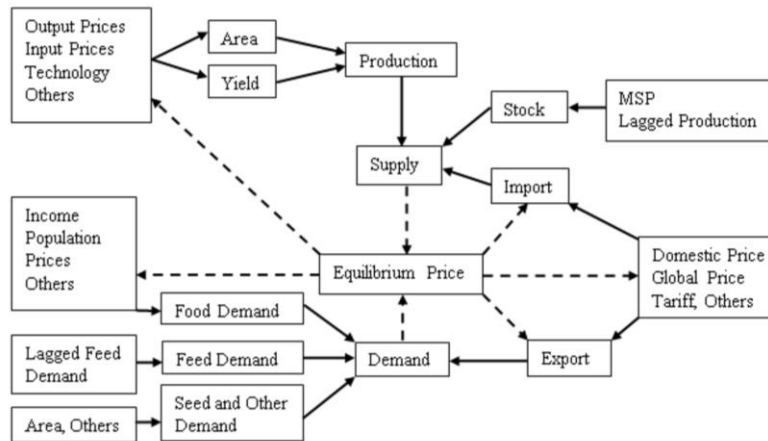 Output Prices
Input Prices
Technology
Others
Area
Yield
Production
Stock
MSP
Lagged Production
Supply
Import
Income
Population
Prices
Others
Equilibrium Price
Domestic Price
Global Price
Tariff, Others
Food Demand
Lagged Feed
Demand
Feed Demand
Demand
Export
Area, Others
Seed and Other
Demand